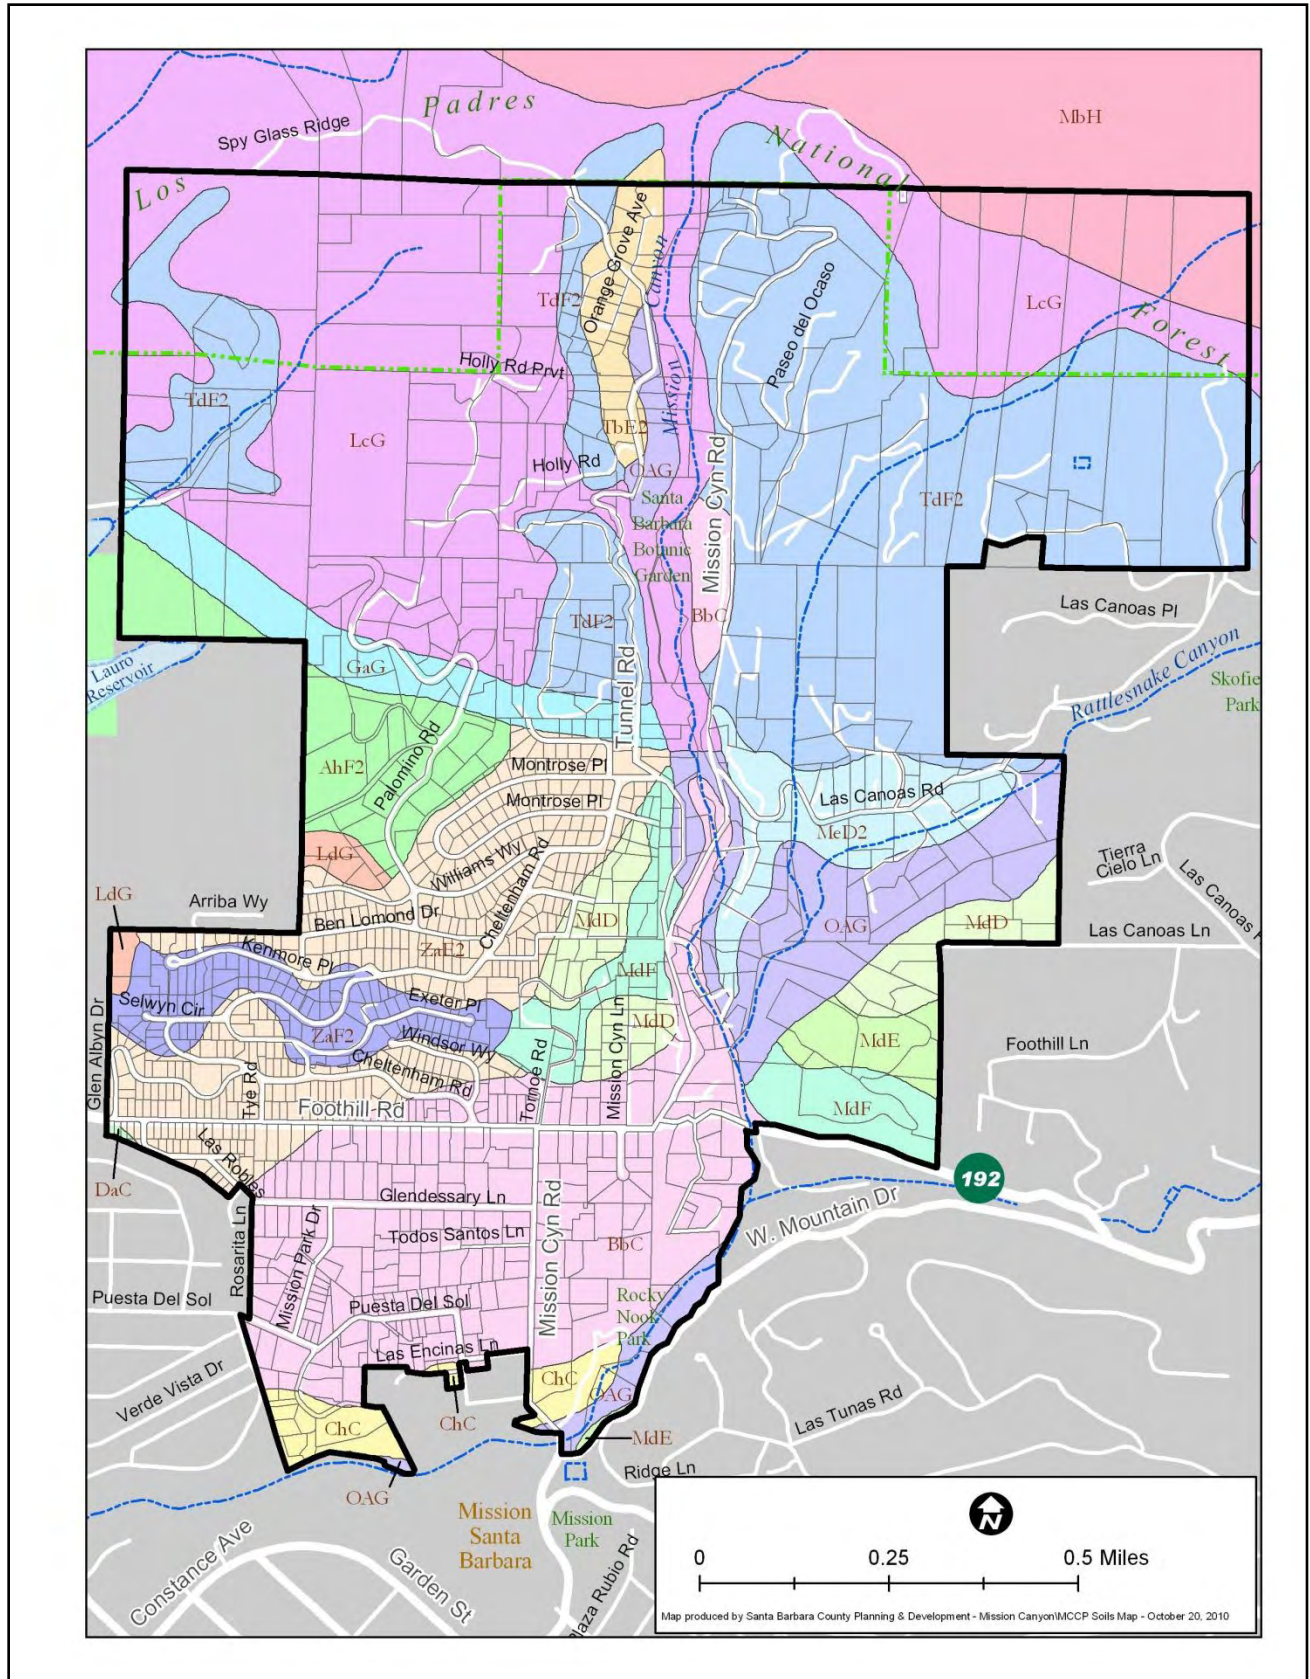 MbH
Padres
Spy Glass Ridge
National
Los
Orange Grove Ave
Canyon
Mission
Paseo del Ocaso
TdF2
LcG
Forest
Holly Rd Prvt
TdF2
LcG
TbE2
Holly Rd
OAG
Santa
Barbara
Botanic
Garden
Mission Cyn Rd
TdF2
BbC
TdF2
Las Canoas Pl
Lauro
Reservoir
GaG
Tunnel Rd
Rattlesnake Canyon
Park
AhF2
Palomino Rd
Montrose Pl
Montrose Pl
Las Canoas Rd
MeD2
LdG
Williams Wy
Cheltenham Rd
Tierra
Cielo Ln
LdG
Arriba Wy
Ben Lomond Dr
MdD
OAG
MdD
Las Canoas Ln
Kenmore Pl
ZaE2
MdF
Selwyn Cir
Exeter Pl
MdD
ZaF2
Windsor Wy
MdE
Foothill Ln
Glen Albyn Dr
Tye Rd
Cheltenham Rd
Tornoe Rd
Mission Cyn Ln
Foothill Rd
MdF
Las Robles
DaC
192
Glendessary Ln
W. Mountain Dr
Rosarita Ln
Mission Park Dr
Todos Santos Ln
Mission Cyn Rd
BbC
Puesta Del Sol
Puesta Del Sol
Rocky
Nook
Park
Las Encinas Ln
Verde Vista Dr
ChC
ChC
ChC
OAG
Las Tunas Rd
MdE
Ridge Ln
OAG
Mission
Santa
Barbara
Mission
Park
Constance Ave
Garden St
Plaza Rubio Rd
N
0 0.25 0.5 Miles
Map produced by Santa Barbara County Planning & Development - Mission Canyon\MCCP Soils Map - October 20, 2010